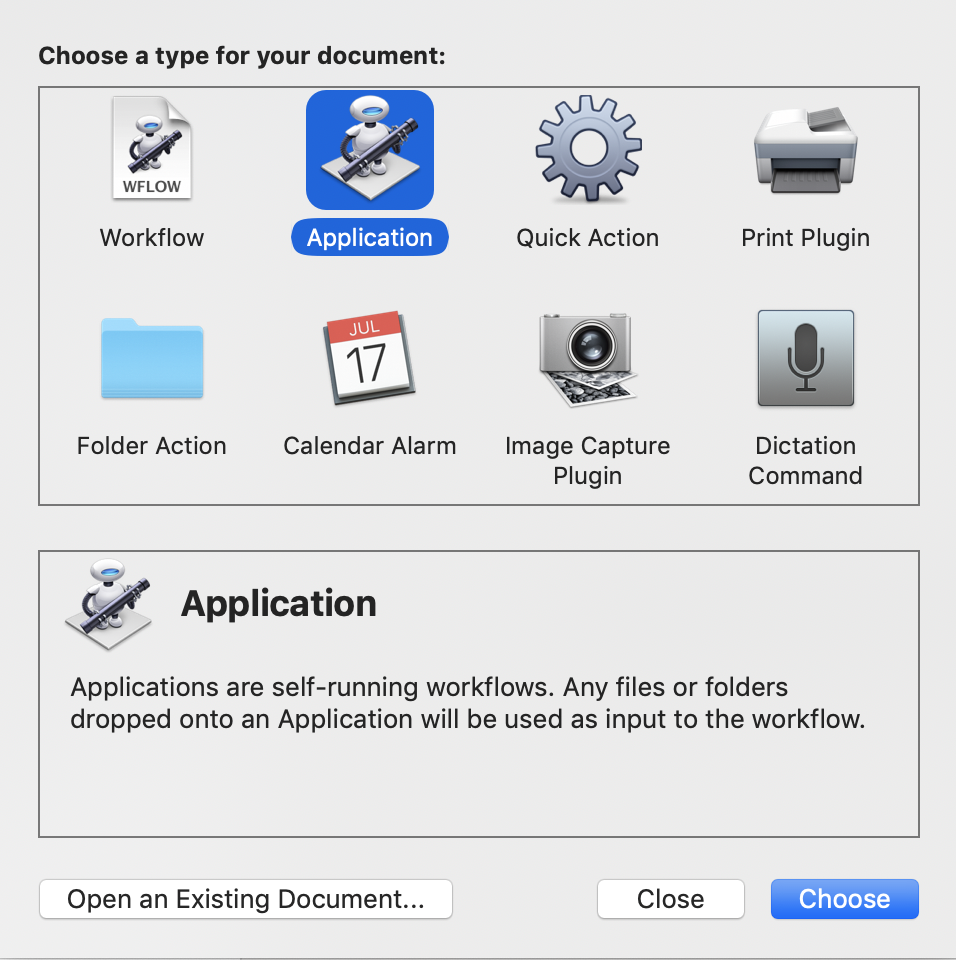 Choose a type for your document:
WFLOW
Workflow
Application
Quick Action
Print Plugin
JUL
17
Folder Action
Calendar Alarm
Image Capture
Plugin
Dictation
Command
Application
Applications are self-running workflows. Any files or folders
dropped onto an Application will be used as input to the workflow.
Open an Existing Document...
Close
Choose